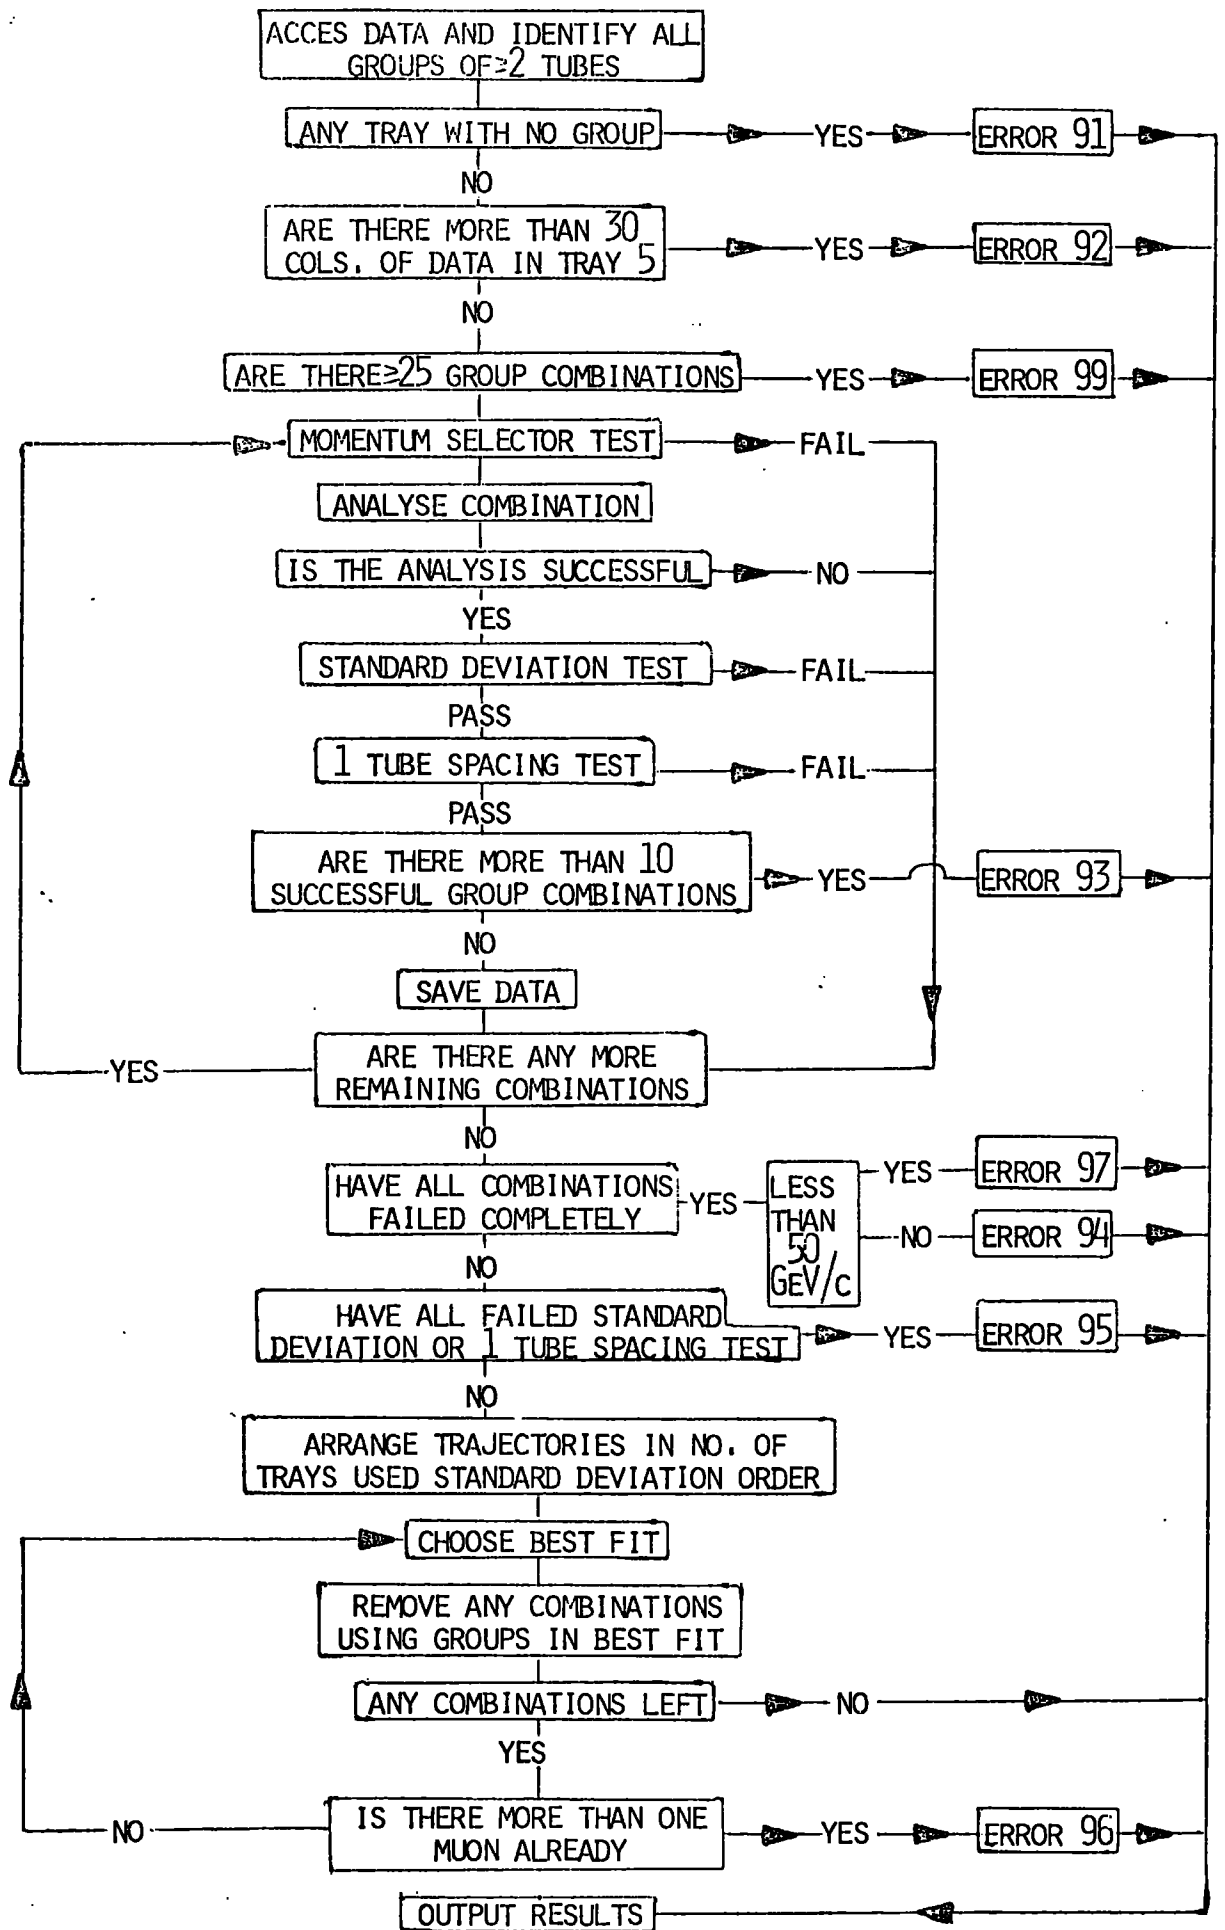 ACCES DATA AND IDENTIFY ALL
GROUPS OF ≥2 TUBES
ANY TRAY WITH NO GROUP
YES
ERROR 91
NO
ARE THERE MORE THAN 30
COLS. OF DATA IN TRAY 5
YES
ERROR 92
NO
ARE THERE ≥25 GROUP COMBINATIONS
YES
ERROR 99
MOMENTUM SELECTOR TEST
FAIL
ANALYSE COMBINATION
IS THE ANALYSIS SUCCESSFUL
NO
YES
STANDARD DEVIATION TEST
FAIL
PASS
1 TUBE SPACING TEST
FAIL
PASS
ARE THERE MORE THAN 10
SUCCESSFUL GROUP COMBINATIONS
YES
ERROR 93
NO
SAVE DATA
ARE THERE ANY MORE
REMAINING COMBINATIONS
YES
NO
HAVE ALL COMBINATIONS
FAILED COMPLETELY
YES
LESS
THAN
50
GEV/c
YES
ERROR 97
NO
ERROR 94
NO
HAVE ALL FAILED STANDARD
DEVIATION OR 1 TUBE SPACING TEST
YES
ERROR 95
NO
ARRANGE TRAJECTORIES IN NO. OF
TRAYS USED STANDARD DEVIATION ORDER
CHOOSE BEST FIT
REMOVE ANY COMBINATIONS
USING GROUPS IN BEST FIT
ANY COMBINATIONS LEFT
NO
YES
IS THERE MORE THAN ONE
MUON ALREADY
NO
YES
ERROR 96
OUTPUT RESULTS